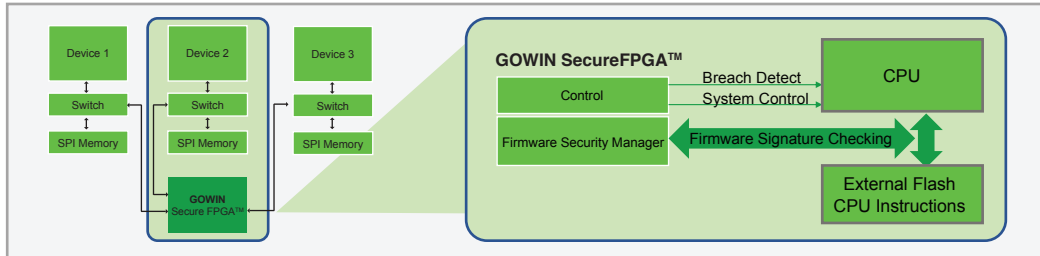 Device 1
Device 2
Device 3
Switch
Switch
Switch
SPI Memory
SPI Memory
SPI Memory
GOWIN
Secure FPGA™
GOWIN SecureFPGA™
Control
Firmware Security Manager
Breach Detect
System Control
Firmware Signature Checking
CPU
External Flash
CPU Instructions